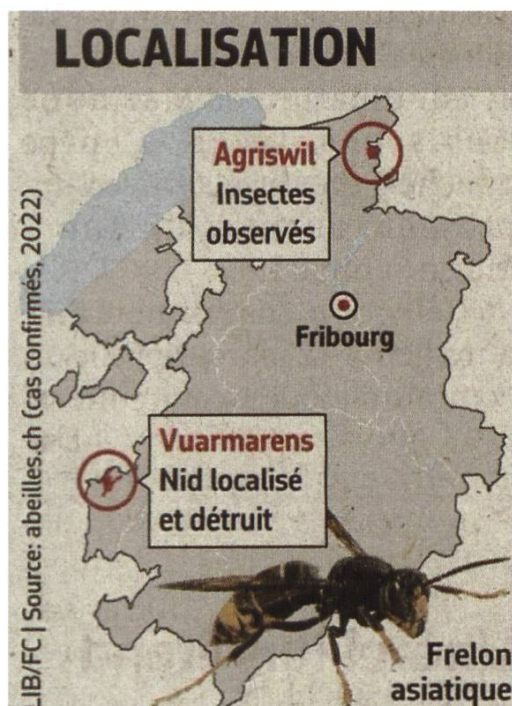 LOCALISATION
Agriswil
Insectes
observés
Fribourg
Vuarmarens
Nid localisé
et détruit
Frelon
asiatique
LIB/FC | Source: abeilles.ch (cas confirmés, 2022)